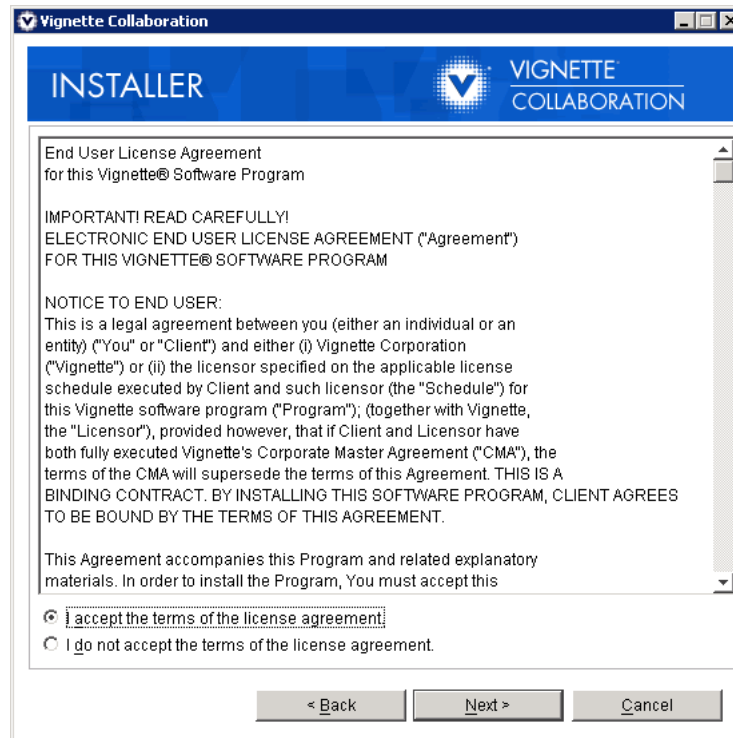 Vignette Collaboration
INSTALLER
VIGNETTE
COLLABORATION
End User License Agreement
for this Vignette® Software Program
IMPORTANT! READ CAREFULLY!
ELECTRONIC END USER LICENSE AGREEMENT ("Agreement")
FOR THIS VIGNETTE® SOFTWARE PROGRAM
NOTICE TO END USER:
This is a legal agreement between you (either an individual or an
entity) ("You" or "Client") and either (i) Vignette Corporation
("Vignette") or (ii) the licensor specified on the applicable license
schedule executed by Client and such licensor (the "Schedule") for
this Vignette software program ("Program"); (together with Vignette,
the "Licensor"), provided however, that if Client and Licensor have
both fully executed Vignette's Corporate Master Agreement ("CMA"), the
terms of the CMA will supersede the terms of this Agreement. THIS IS A
BINDING CONTRACT. BY INSTALLING THIS SOFTWARE PROGRAM, CLIENT AGREES
TO BE BOUND BY THE TERMS OF THIS AGREEMENT.
This Agreement accompanies this Program and related explanatory
materials. In order to install the Program, You must accept this
I accept the terms of the license agreement.
I do not accept the terms of the license agreement.
< Back Next > Cancel